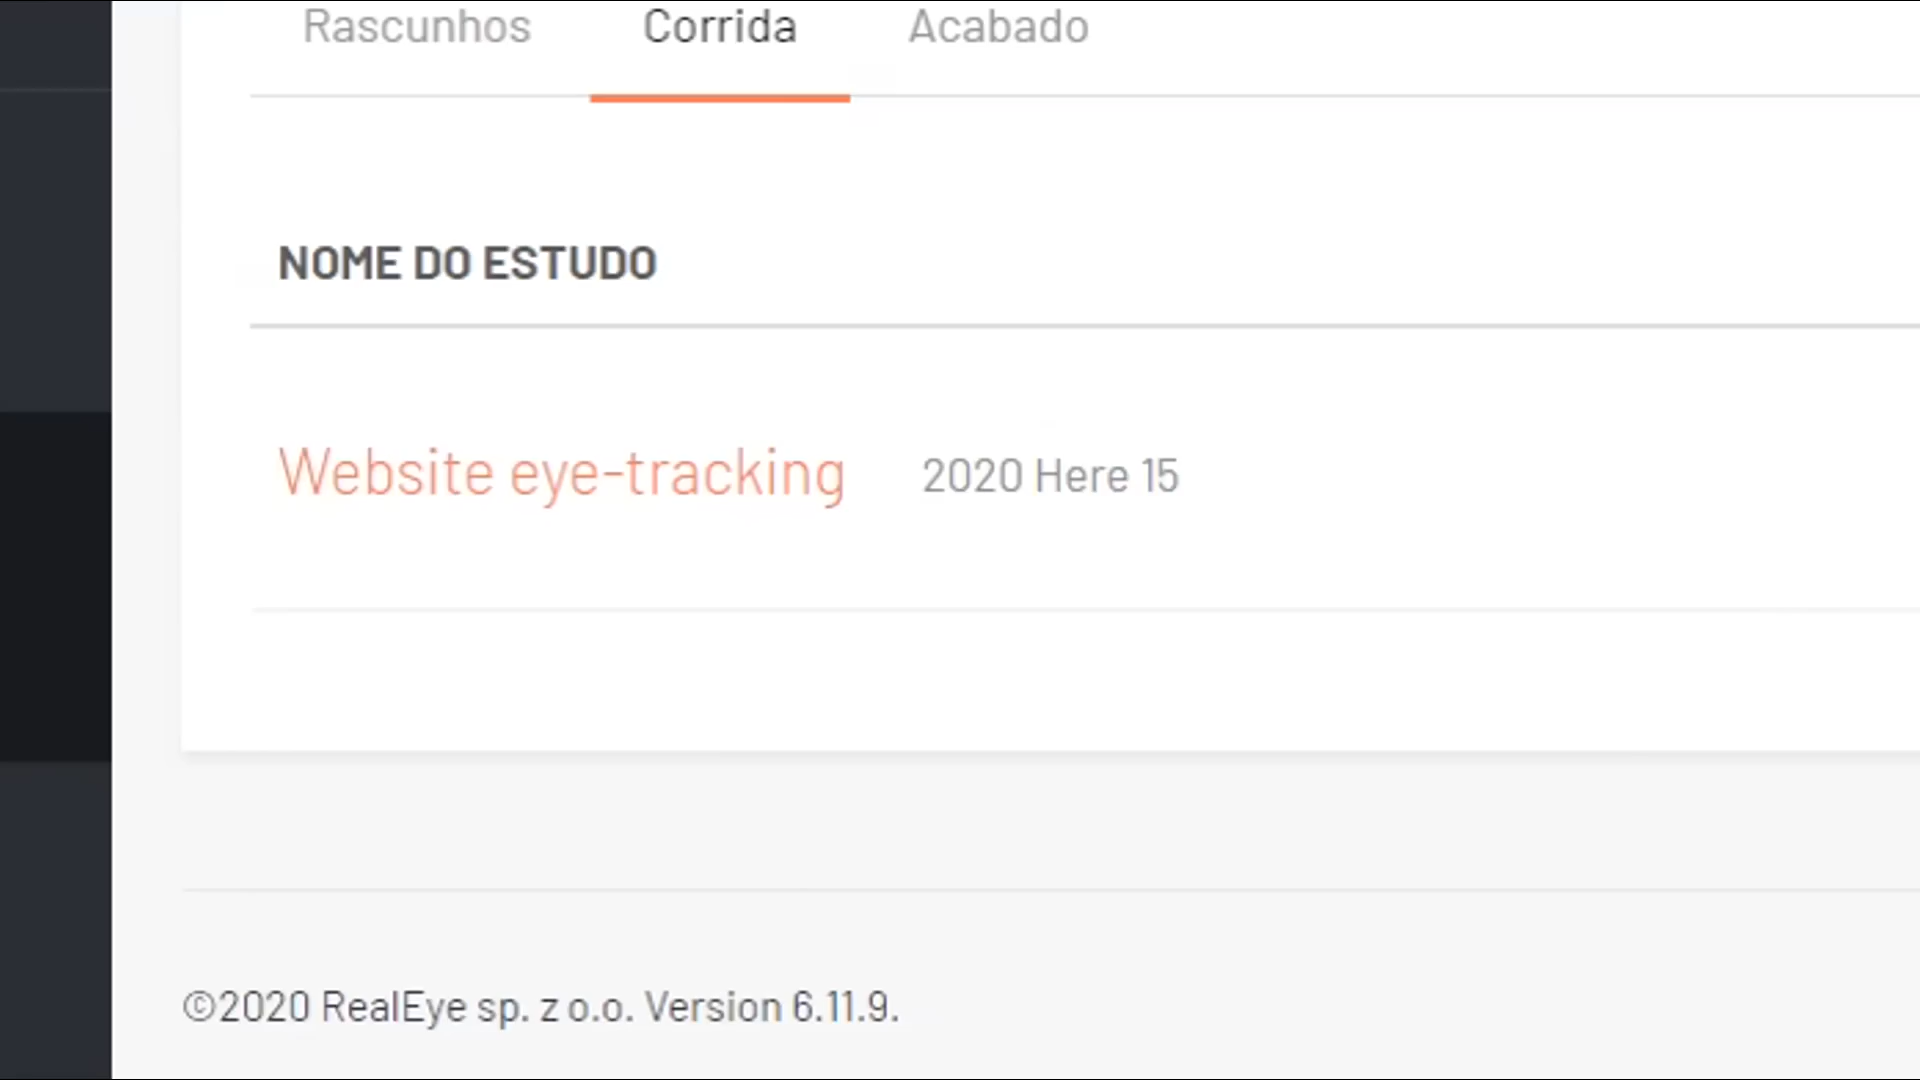 Rascunhos Corrida Acabado
NOME DO ESTUDO
Website eye-tracking 2020 Here 15
©2020 RealEye sp. z o.o. Version 6.11.9.